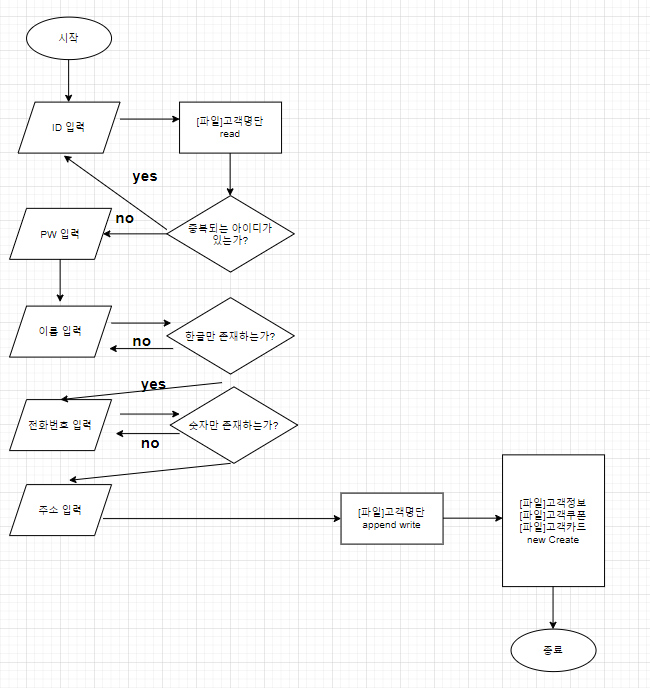 시작
ID 입력
[파일]고객명단
read
yes
no
중복되는 아이디가
있는가?
PW 입력
이름 입력
한글만 존재하는가?
no
yes
전화번호 입력
숫자만 존재하는가?
no
주소 입력
[파일]고객명단
append write
[파일]고객정보
[파일]고객쿠폰
[파일]고객카드
new Create
종료